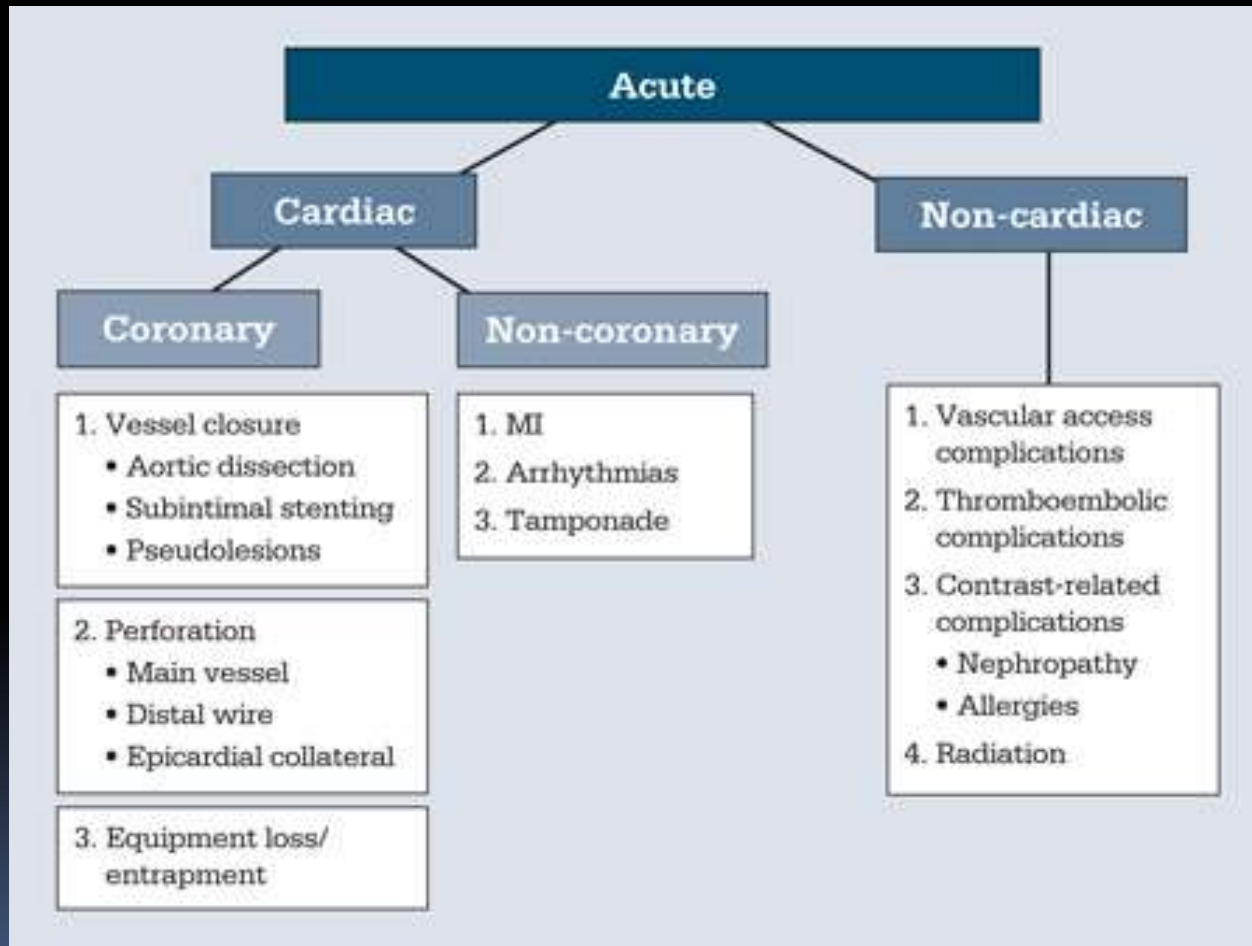 Acute
Cardiac
Non-cardiac
Coronary
Non-coronary
1. Vessel closure
• Aortic dissection
• Subintimal stenting
• Pseudolesions
2. Perforation
• Main vessel
• Distal wire
• Epicardial collateral
3. Equipment loss/
entrapment
1. MI
2. Arrhythmias
3. Tamponade
1. Vascular access
complications
2. Thromboembolic
complications
3. Contrast-related
complications
• Nephropathy
• Allergies
4. Radiation